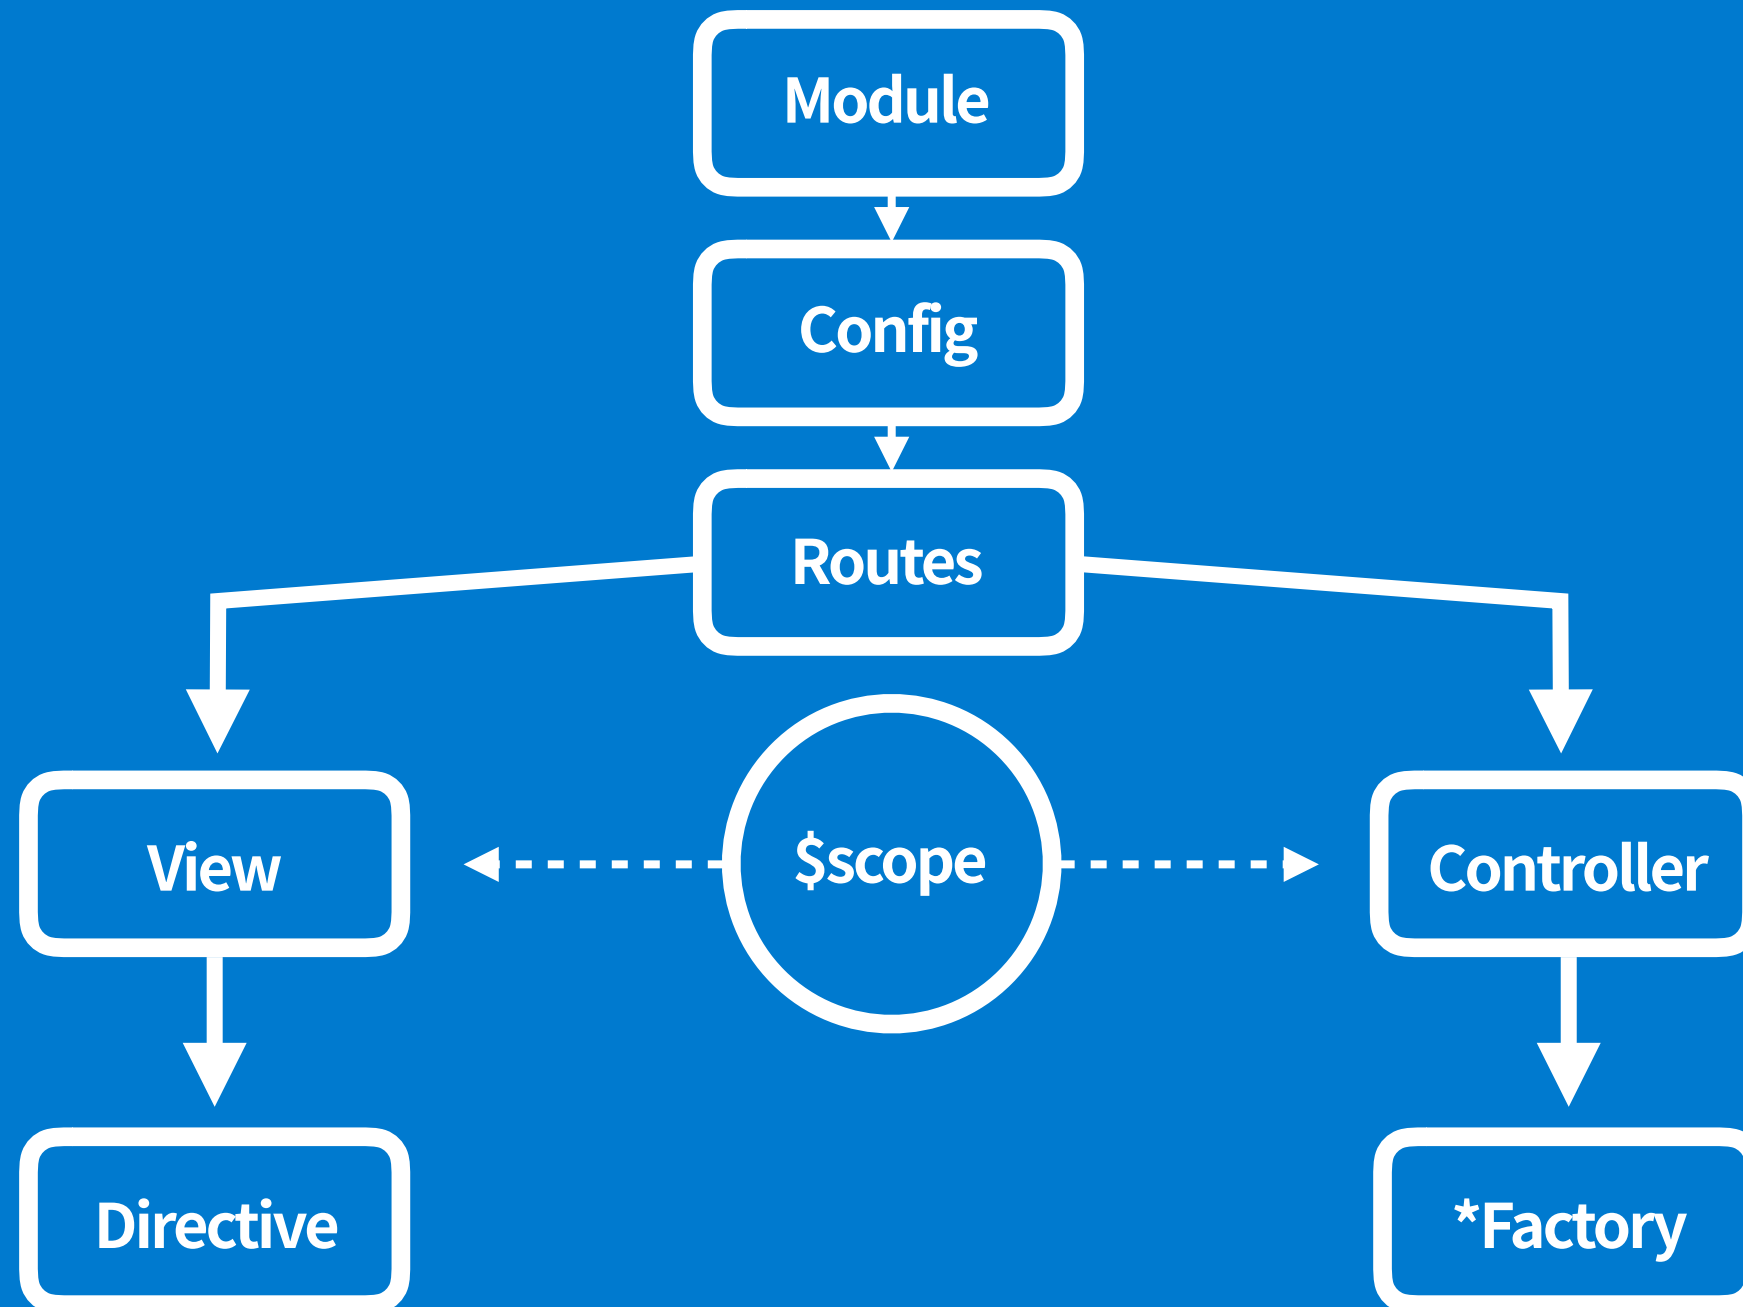 Module
Config
Routes
View
$scope
Controller
Directive
*Factory